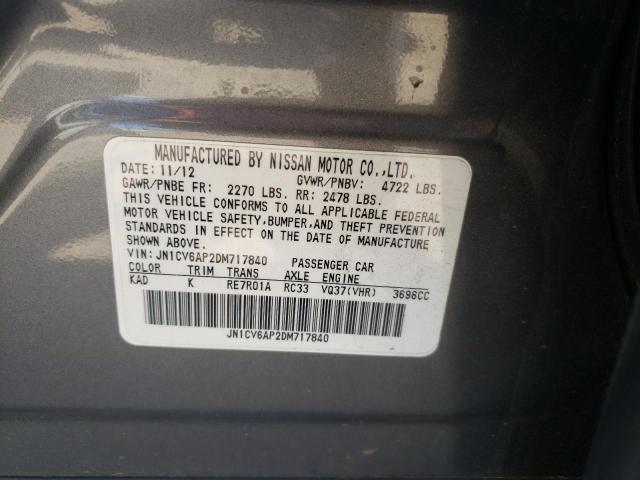 MANUFACTURED BY NISSAN MOTOR CO.,LTD.
DATE: 11/12 GVWR/PNBV: 4722 LBS.
GAWR/PNBE FR: 2270 LBS. RR: 2478 LBS.
THIS VEHICLE CONFORMS TO ALL APPLICABLE FEDERAL
MOTOR VEHICLE SAFETY,BUMPER,AND THEFT PREVENTION
STANDARDS IN EFFECT ON THE DATE OF MANUFACTURE
SHOWN ABOVE.
VIN: JN1CV6AP2DM717840 PASSENGER CAR
COLOR TRIM TRANS AXLE ENGINE
KAD K RE7R01A RC33 VQ37(VHR) 3696CC
JN1CV6AP2DM717840